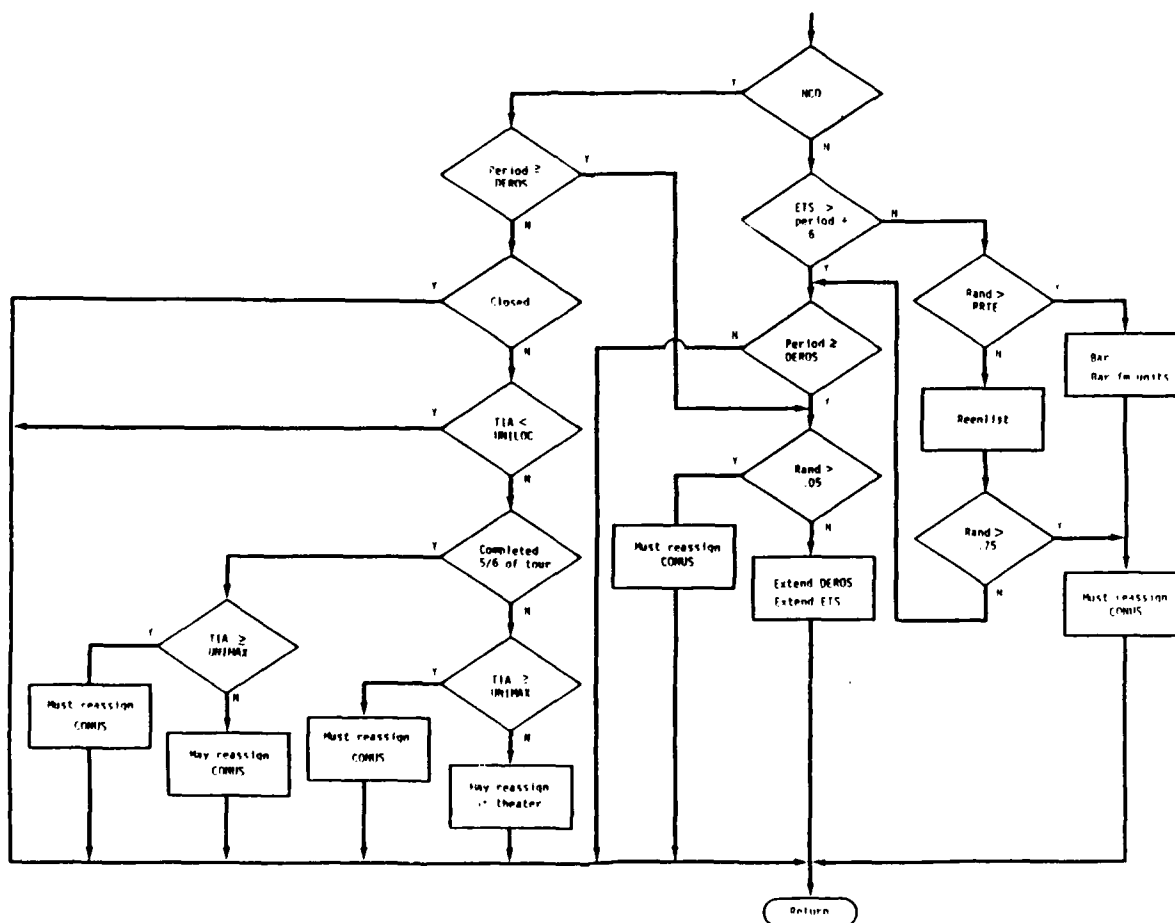 Y
NCO
N
Period ≥
DEROS
Y
N
ETS >
period +
6
N
Y
Y
Closed
N
Rand >
PRTE
Y
N
N
Period ≥
DEROS
Y
Bar
Bar fm units
Reenlist
Y
TIA <
UNILOC
N
Y
Rand >
.05
N
Rand >
.75
Y
N
Y
Completed
5/6 of tour
N
Must reassign
CONUS
Extend DEROS
Extend ETS
Must reassign
CONUS
Y
TIA ≥
UNIMAX
N
Y
TIA ≥
UNIMAX
N
Must reassign
CONUS
May reassign
CONUS
Must reassign
CONUS
May reassign
theater
Return